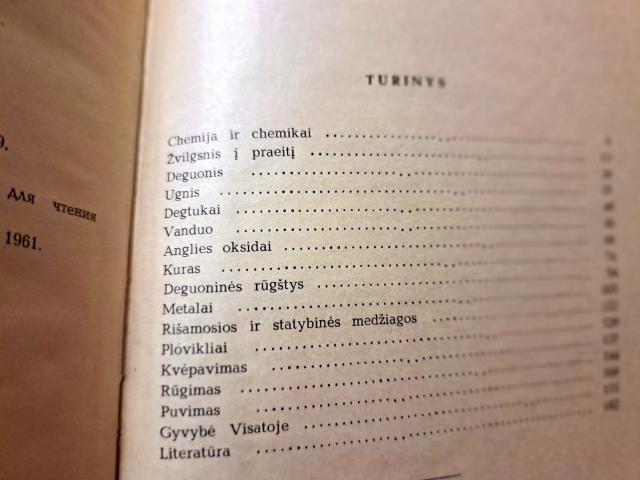 9.
для чтения
1961.
TURINYS
Chemija ir chemikai
Žvilgsnis į praeitį
Deguonis
Ugnis
Degtukai
Vanduo
Anglies oksidai
Kuras
Deguoninės rūgštys
Metalai
Rišamosios ir statybinės medžiagos
Plovikliai
Kvėpavimas
Rūgimas
Puvimas
Gyvybė Visatoje
Literatūra